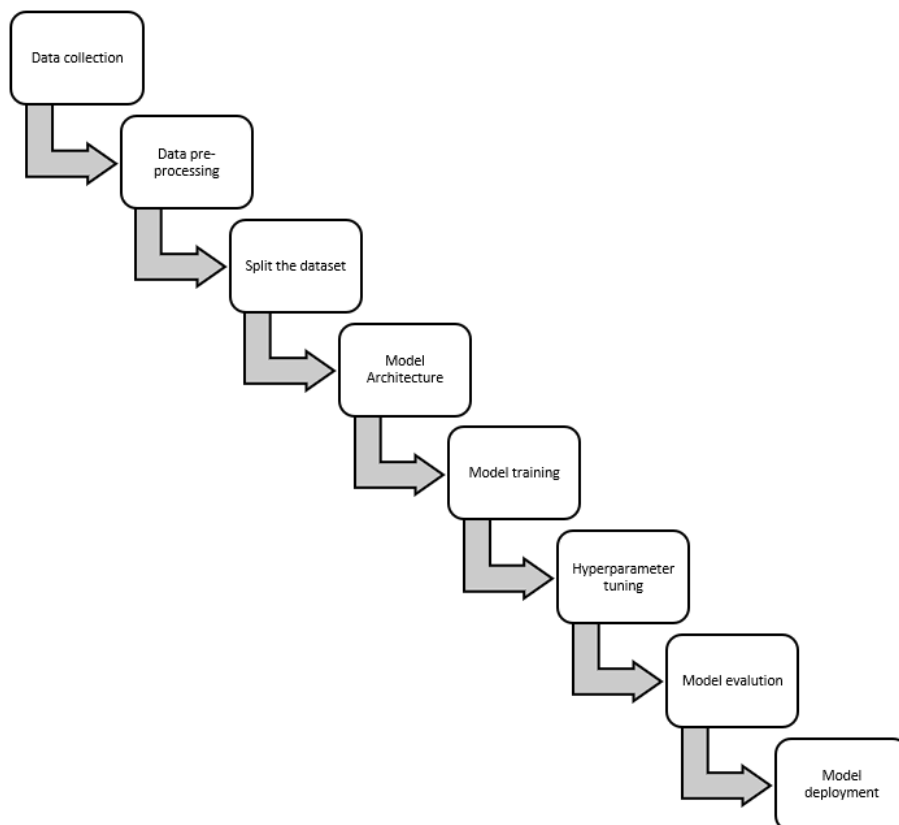 Data collection
Data pre-
processing
Split the dataset
Model
Architecture
Model training
Hyperparameter
tuning
Model evalution
Model
deployment